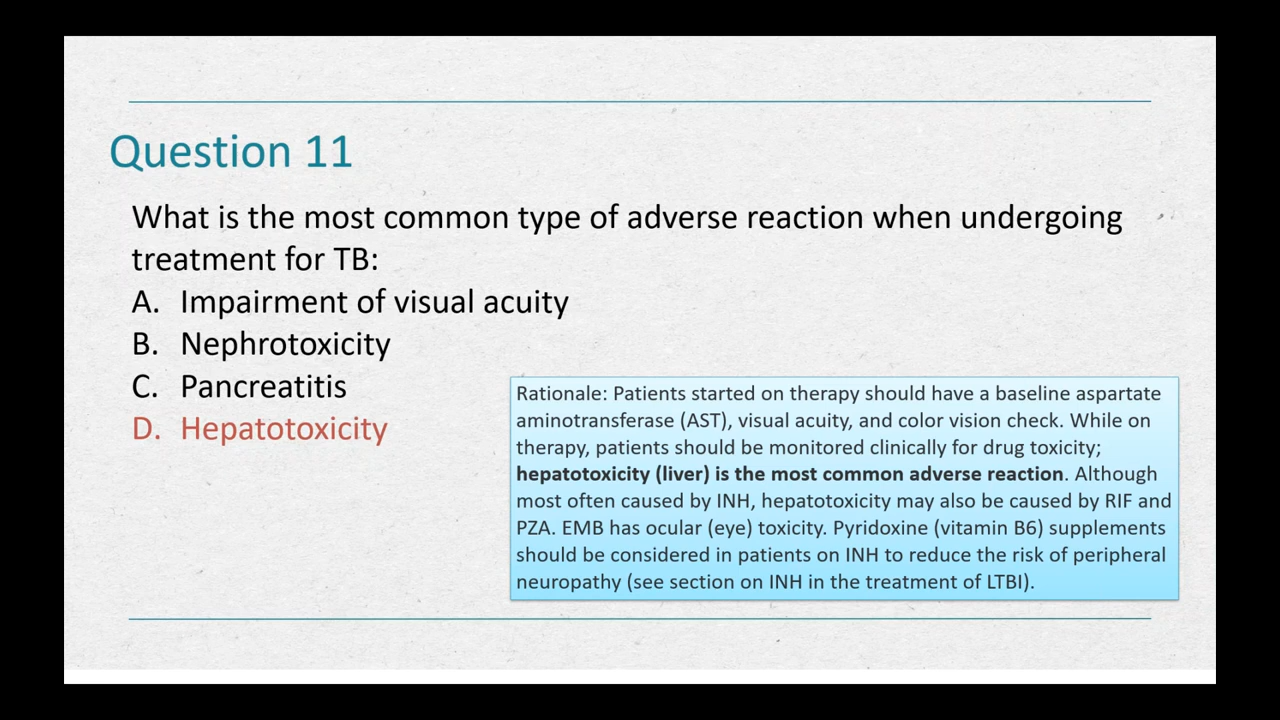 Question 11
What is the most common type of adverse reaction when undergoing
treatment for TB:
A. Impairment of visual acuity
B. Nephrotoxicity
C. Pancreatitis
D. Hepatotoxicity
Rationale: Patients started on therapy should have a baseline aspartate
aminotransferase (AST), visual acuity, and color vision check. While on
therapy, patients should be monitored clinically for drug toxicity;
hepatotoxicity (liver) is the most common adverse reaction. Although
most often caused by INH, hepatotoxicity may also be caused by RIF and
PZA. EMB has ocular (eye) toxicity. Pyridoxine (vitamin B6) supplements
should be considered in patients on INH to reduce the risk of peripheral
neuropathy (see section on INH in the treatment of LTBI).